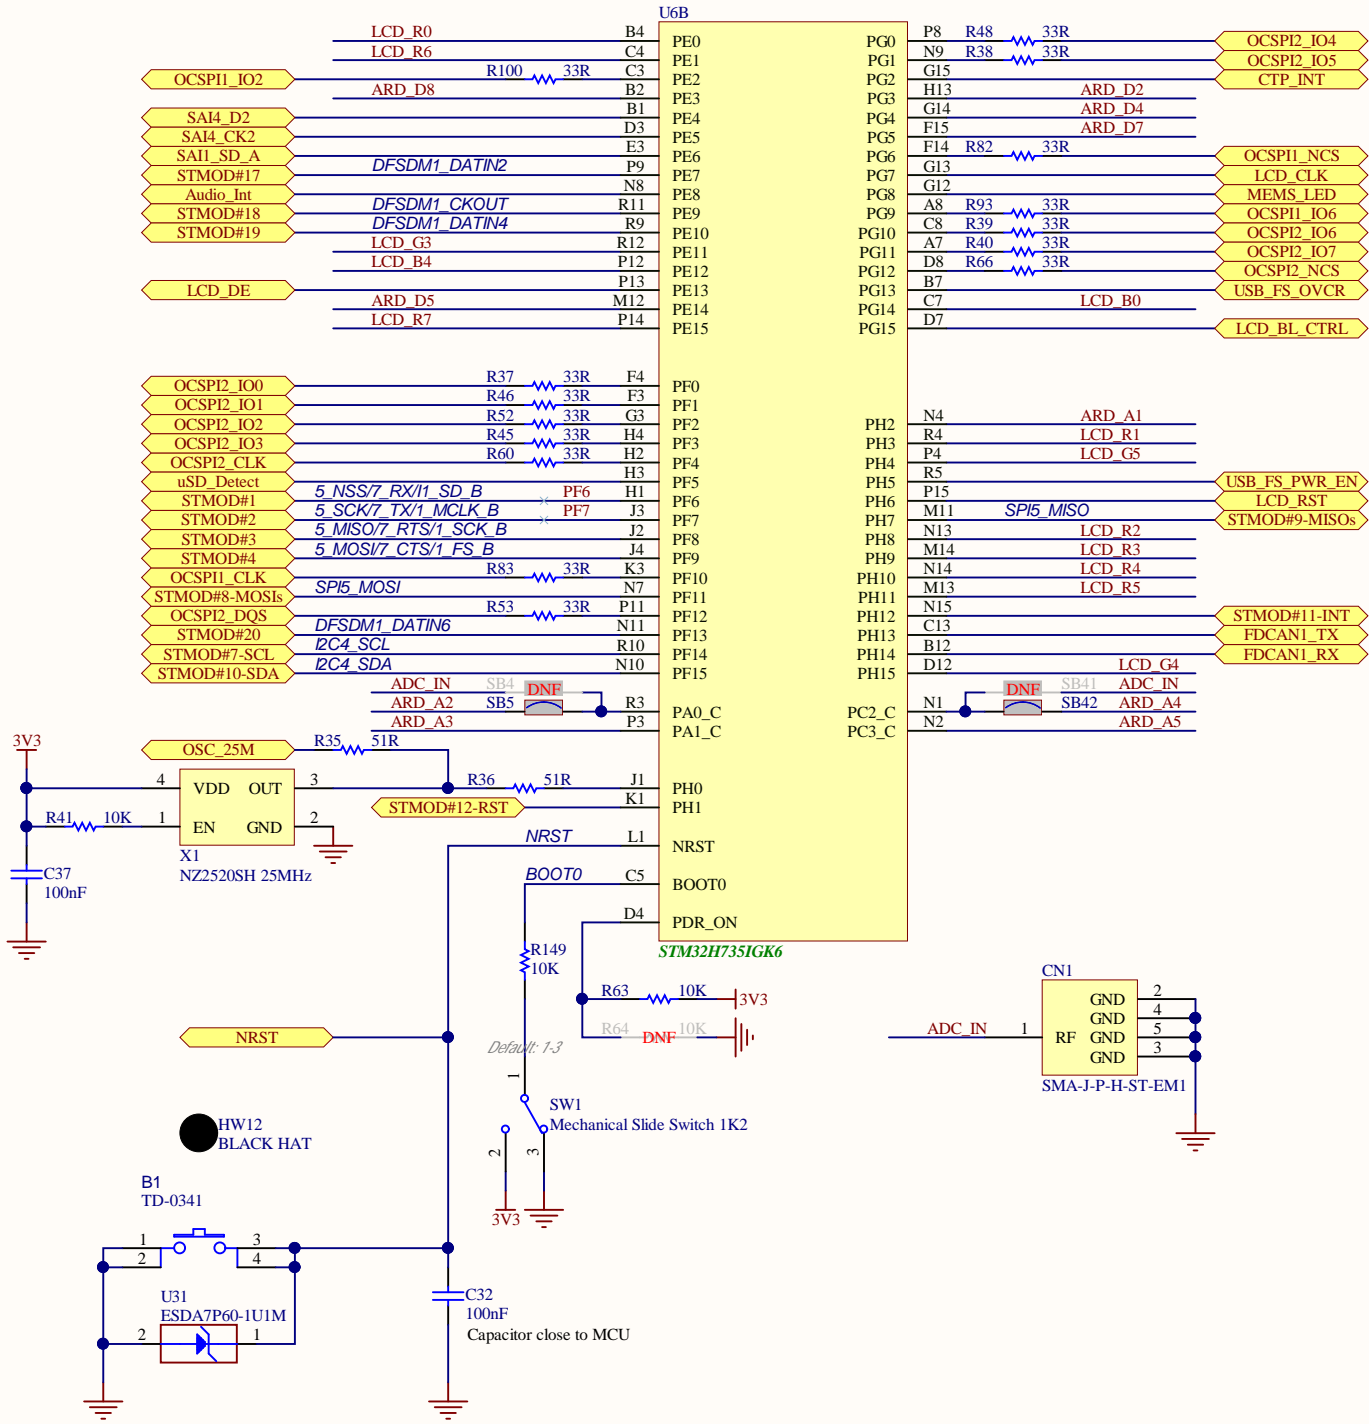 U6B
LCD_R0 B4 PE0 PG0 P8 R48 33R OCSPI2_IO4
LCD_R6 C4 PE1 PG1 N9 R38 33R OCSPI2_IO5
OCSPI1_IO2 R100 33R C3 PE2 PG2 G15 CTP_INT
ARD_D8 B2 PE3 PG3 H13 ARD_D2
SAI4_D2 B1 PE4 PG4 G14 ARD_D4
SAI4_CK2 D3 PE5 PG5 F15 ARD_D7
SAI1_SD_A E3 PE6 PG6 F14 R82 33R OCSPI1_NCS
STMOD#17 DFSDM1_DATIN2 P9 PE7 PG7 G13 LCD_CLK
Audio_Int N8 PE8 PG8 G12 MEMS_LED
STMOD#18 DFSDM1_CKOUT R11 PE9 PG9 A8 R93 33R OCSPI1_IO6
STMOD#19 DFSDM1_DATIN4 R9 PE10 PG10 C8 R39 33R OCSPI2_IO6
LCD_G3 R12 PE11 PG11 A7 R40 33R OCSPI2_IO7
LCD_B4 P12 PE12 PG12 D8 R66 33R OCSPI2_NCS
LCD_DE P13 PE13 PG13 B7 USB_FS_OVCR
ARD_D5 M12 PE14 PG14 C7 LCD_B0
LCD_R7 P14 PE15 PG15 D7 LCD_BL_CTRL
OCSPI2_IO0 R37 33R F4 PF0
OCSPI2_IO1 R46 33R F3 PF1
OCSPI2_IO2 R52 33R G3 PF2 PH2 N4 ARD_A1
OCSPI2_IO3 R45 33R H4 PF3 PH3 R4 LCD_R1
OCSPI2_CLK R60 33R H2 PF4 PH4 P4 LCD_G5
uSD_Detect H3 PF5 PH5 R5 USB_FS_PWR_EN
STMOD#1 5_NSS/7_RX/I1_SD_B PF6 H1 PF6 PH6 P15 LCD_RST
STMOD#2 5_SCK/7_TX/1_MCLK_B PF7 J3 PF7 PH7 M11 SPI5_MISO STMOD#9-MISOs
STMOD#3 5_MISO/7_RTS/1_SCK_B J2 PF8 PH8 N13 LCD_R2
STMOD#4 5_MOSI/7_CTS/1_FS_B J4 PF9 PH9 M14 LCD_R3
OCSPI1_CLK R83 33R K3 PF10 PH10 N14 LCD_R4
STMOD#8-MOSIs SPI5_MOSI N7 PF11 PH11 M13 LCD_R5
OCSPI2_DQS R53 33R P11 PF12 PH12 N15 STMOD#11-INT
STMOD#20 DFSDM1_DATIN6 N11 PF13 PH13 C13 FDCAN1_TX
STMOD#7-SCL I2C4_SCL R10 PF14 PH14 B12 FDCAN1_RX
STMOD#10-SDA I2C4_SDA N10 PF15 PH15 D12 LCD_G4
ADC_IN SB4 DNF DNF SB41 ADC_IN
ARD_A2 SB5 R3 PA0_C PC2_C N1 SB42 ARD_A4
ARD_A3 P3 PA1_C PC3_C N2 ARD_A5
3V3 OSC_25M R35 51R
4 VDD OUT 3 R36 51R J1 PH0
STMOD#12-RST K1 PH1
R41 10K 1 EN GND 2
NRST L1 NRST
X1
NZ2520SH 25MHz
C37
100nF
BOOT0 C5 BOOT0
D4 PDR_ON
STM32H735IGK6
R149
10K
R63 10K 3V3
R64 DNF 10K
CN1
GND 2
GND 4
ADC_IN 1 RF GND 5
GND 3
SMA-J-P-H-ST-EM1
NRST
Default: 1-3
1
SW1
Mechanical Slide Switch 1K2
2 3
3V3
HW12
BLACK HAT
B1
TD-0341
1 3
2 4
U31
ESDA7P60-1U1M
2 1
C32
100nF
Capacitor close to MCU